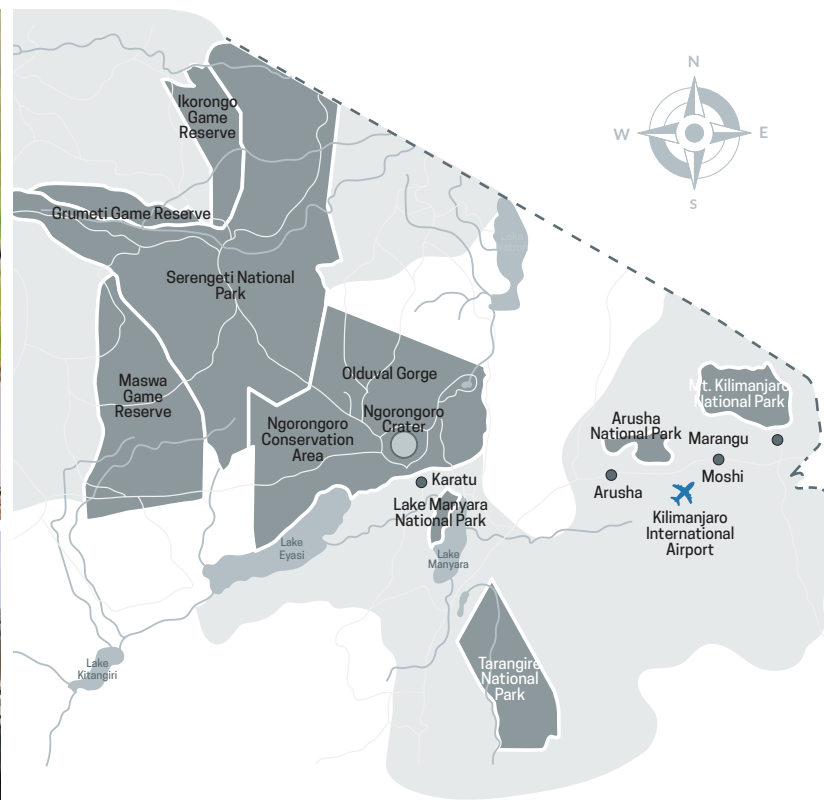 N
W
E
S
Ikorongo
Game
Reserve
Grumeti Game Reserve
Serengeti National
Park
Maswa
Game
Reserve
Olduval Gorge
Ngorongoro
Crater
Ngorongoro
Conservation
Area
Karatu
Lake Manyara
National Park
Lake
Eyasi
Lake
Manyara
Lake
Kitangiri
Tarangire
National
Park
Mt. Kilimanjaro
National Park
Arusha
National Park
Marangu
Moshi
Arusha
Kilimanjaro
International
Airport